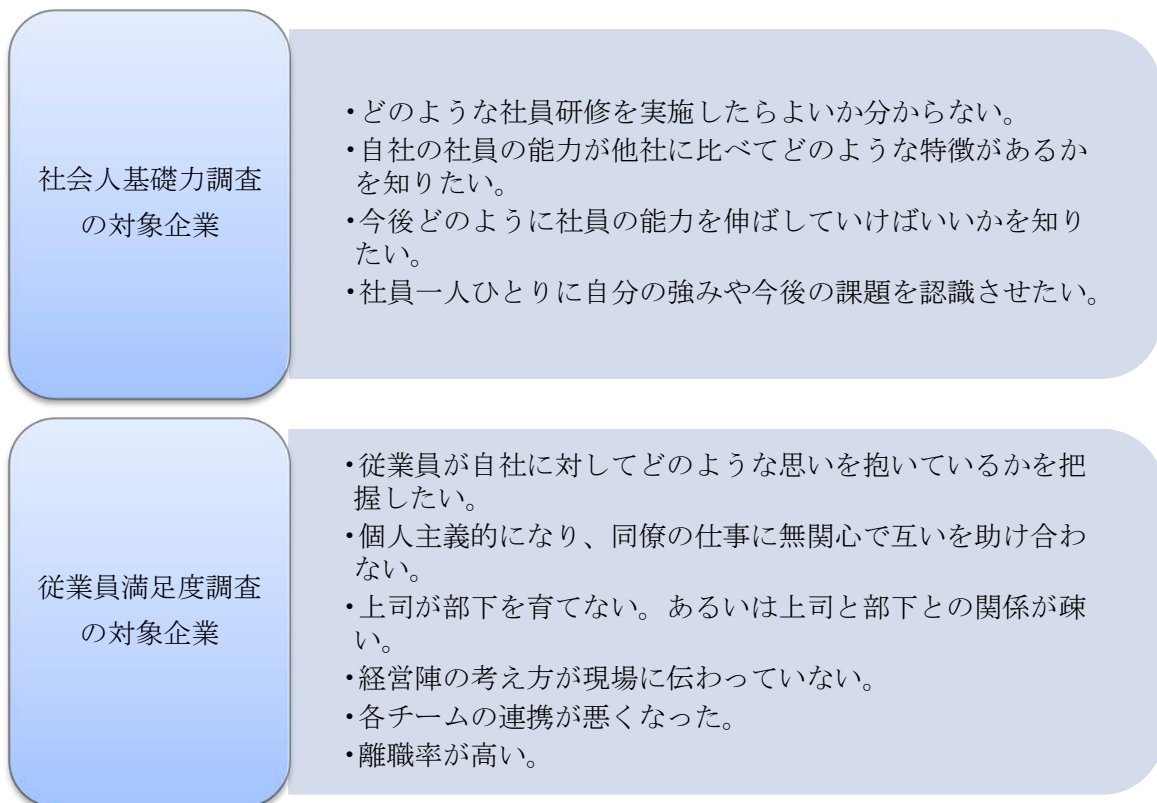 社会人基礎力調査
の対象企業
・どのような社員研修を実施したらよいか分からない。
・自社の社員の能力が他社に比べてどのような特徴があるか
を知りたい。
・今後どのように社員の能力を伸ばしていけばいいかを知り
たい。
・社員一人ひとりに自分の強みや今後の課題を認識させたい。
従業員満足度調査
の対象企業
・従業員が自社に対してどのような思いを抱いているかを把
握したい。
・個人主義的になり、同僚の仕事に無関心で互いを助け合わ
ない。
・上司が部下を育てない。あるいは上司と部下との関係が疎
い。
・経営陣の考え方が現場に伝わっていない。
・各チームの連携が悪くなった。
・離職率が高い。